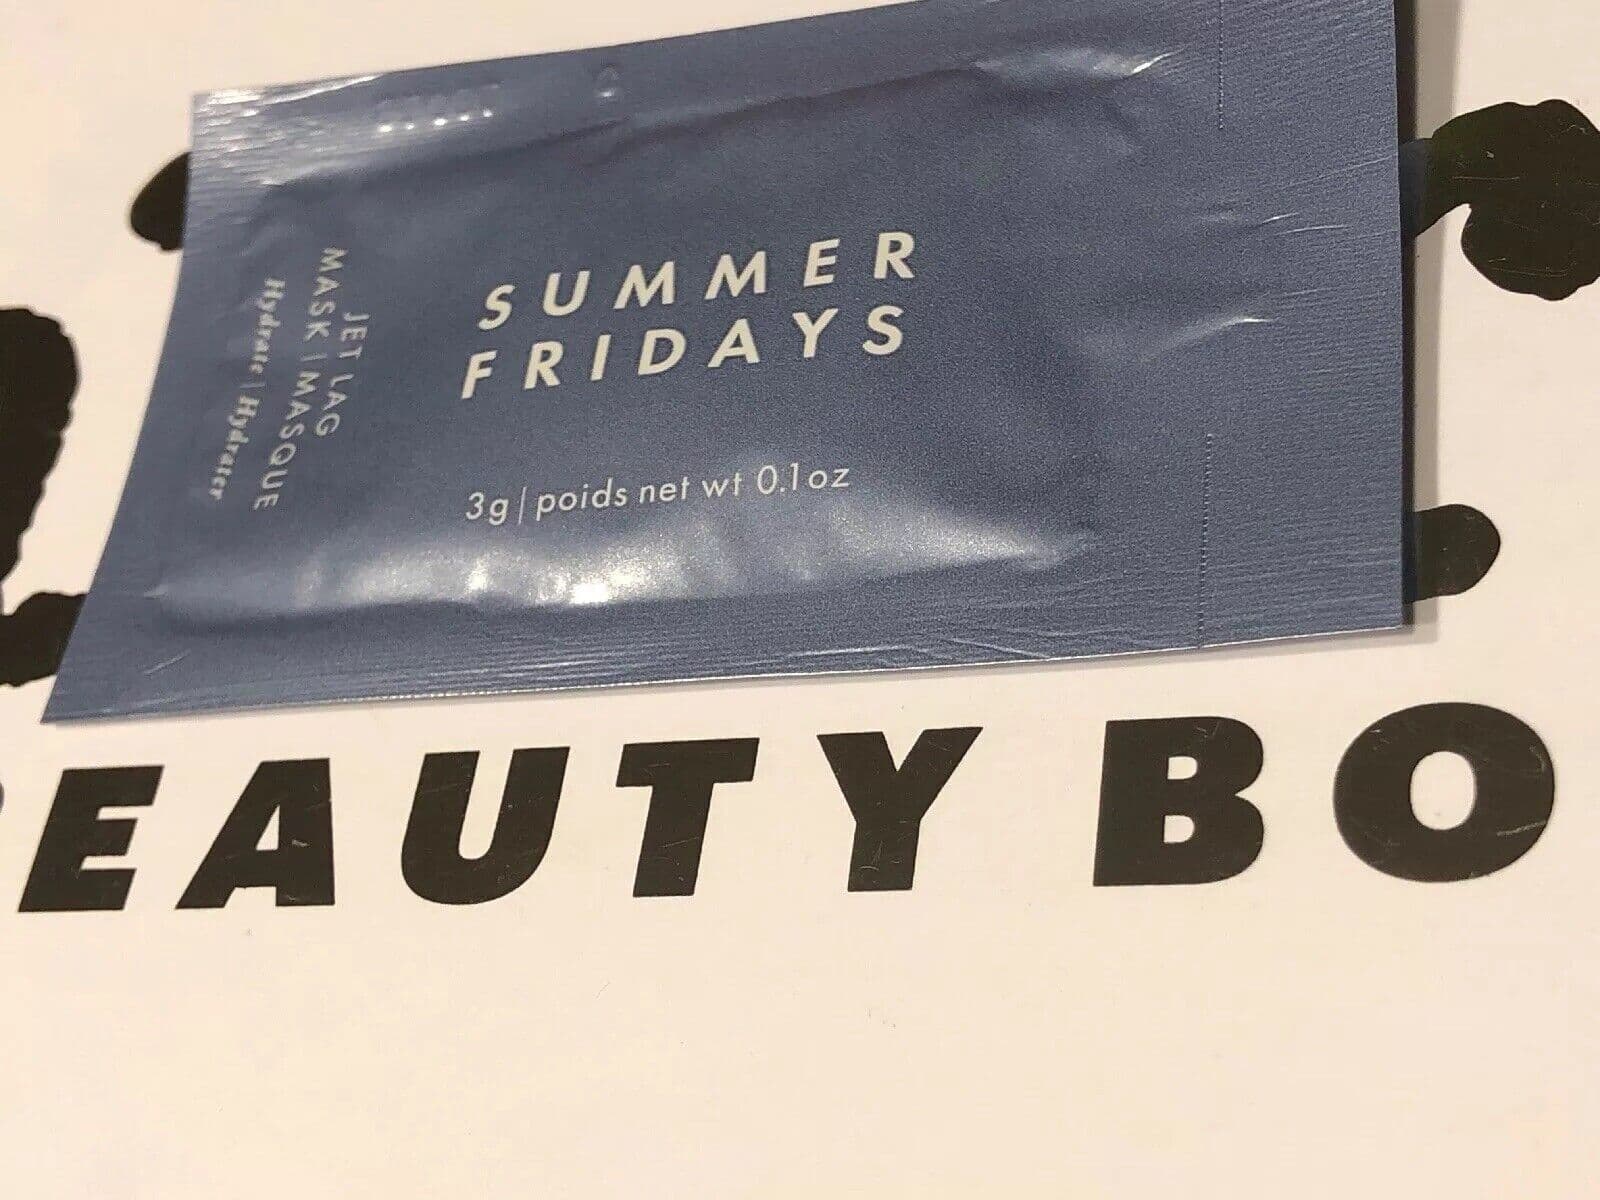 SUMMER
FRIDAYS
3g | poids net wt 0.1oz
JET LAG
MASK | MASQUE
Hydrate | Hydrater
EAUTY BO